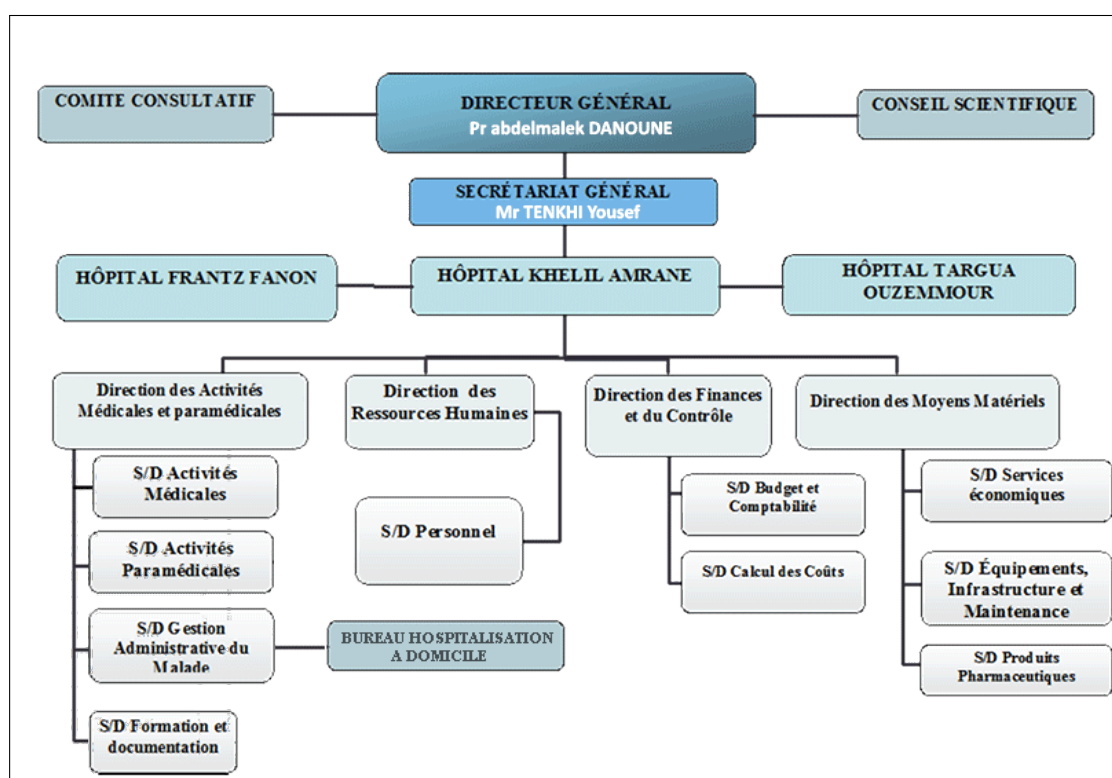 COMITE CONSULTATIF
DIRECTEUR GÉNÉRAL
Pr abdelmalek DANOUNE
CONSEIL SCIENTIFIQUE
SECRÉTARIAT GÉNÉRAL
Mr TENKHI Yousef
HÔPITAL FRANTZ FANON
HÔPITAL KHELIL AMRANE
HÔPITAL TARGUA
OUZEMMOUR
Direction des Activités
Médicales et paramédicales
Direction des
Ressources Humaines
Direction des Finances
et du Contrôle
Direction des Moyens Matériels
S/D Activités
Médicales
S/D Activités
Paramédicales
S/D Gestion
Administrative du
Malade
BUREAU HOSPITALISATION
A DOMICILE
S/D Formation et
documentation
S/D Personnel
S/D Budget et
Comptabilité
S/D Calcul des Coûts
S/D Services
économiques
S/D Équipements,
Infrastructure et
Maintenance
S/D Produits
Pharmaceutiques